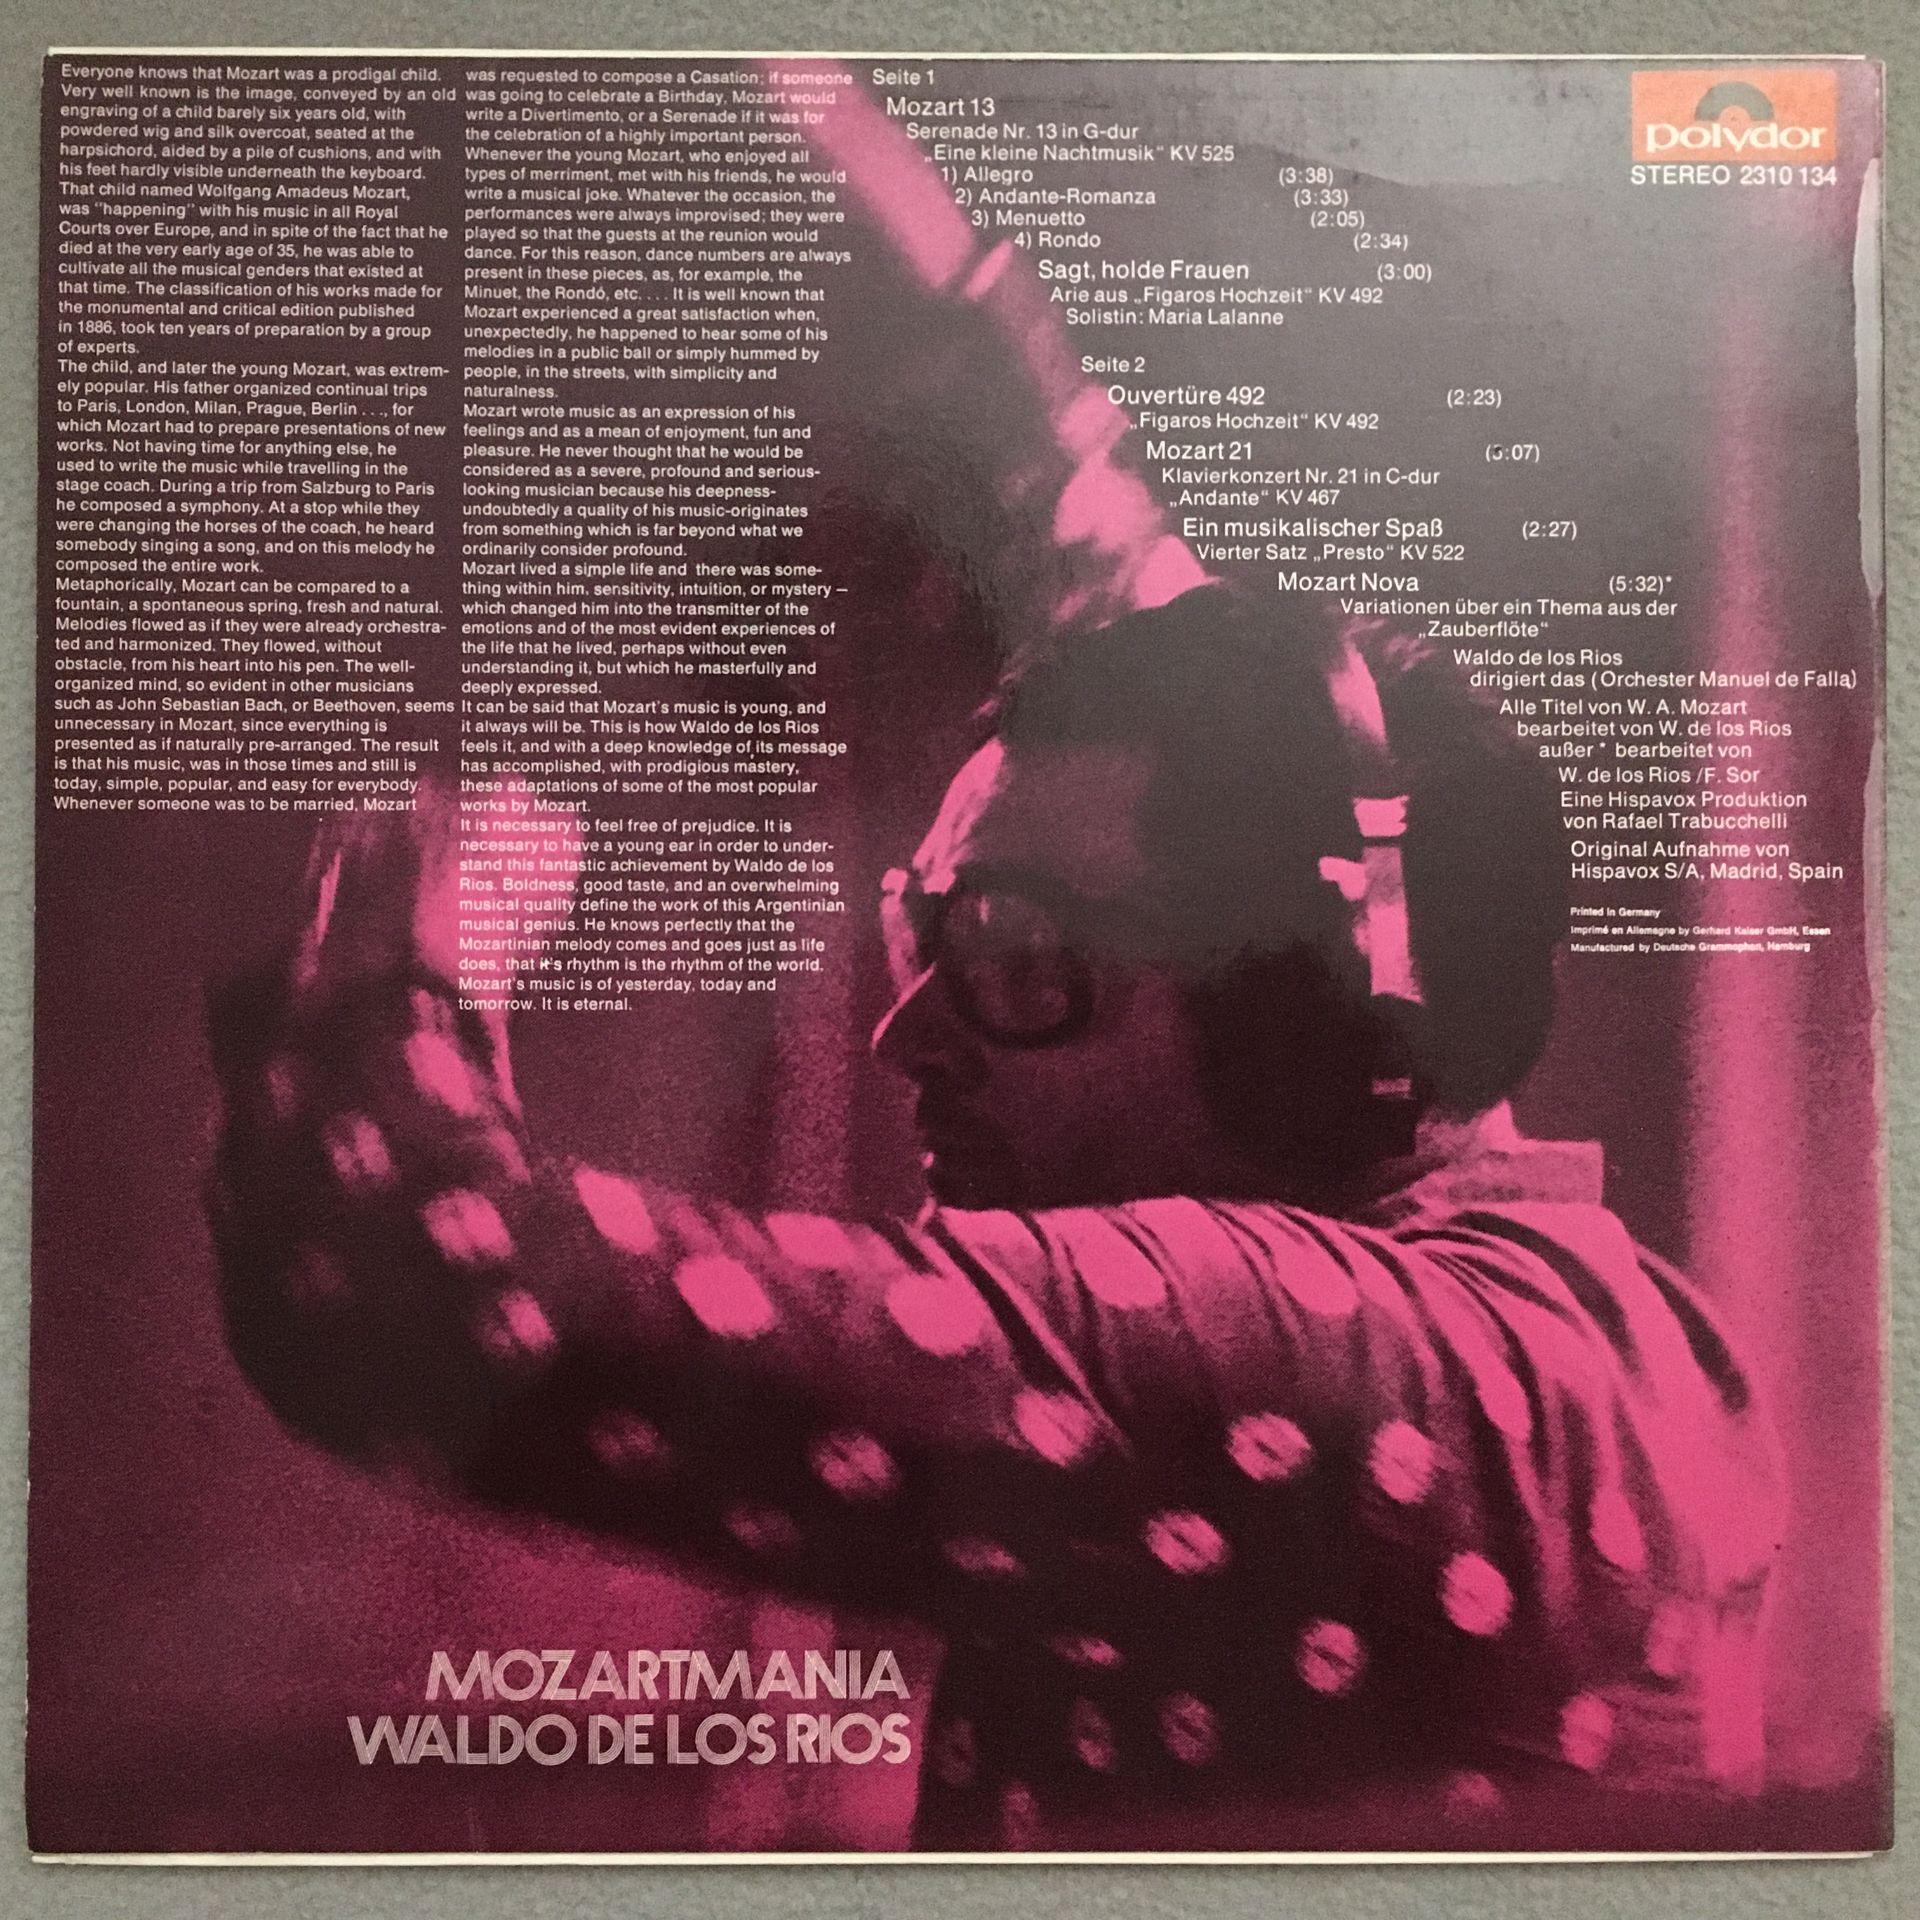 Everyone knows that Mozart was a prodigal child.
Very well known is the image, conveyed by an old
engraving of a child barely six years old, with
powdered wig and silk overcoat, seated at the
harpsichord, aided by a pile of cushions, and with
his feet hardly visible underneath the keyboard.
That child named Wolfgang Amadeus Mozart,
was "happening" with his music in all Royal
Courts over Europe, and in spite of the fact that he
died at the very early age of 35, he was able to
cultivate all the musical genders that existed at
that time. The classification of his works made for
the monumental and critical edition published
in 1886, took ten years of preparation by a group
of experts.
The child, and later the young Mozart, was extrem-
ely popular. His father organized continual trips
to Paris, London, Milan, Prague, Berlin . . ., for
which Mozart had to prepare presentations of new
works. Not having time for anything else, he
used to write the music while travelling in the
stage coach. During a trip from Salzburg to Paris
he composed a symphony. At a stop while they
were changing the horses of the coach, he heard
somebody singing a song, and on this melody he
composed the entire work.
Metaphorically, Mozart can be compared to a
fountain, a spontaneous spring, fresh and natural.
Melodies flowed as if they were already orchestra-
ted and harmonized. They flowed, without
obstacle, from his heart into his pen. The well-
organized mind, so evident in other musicians
such as John Sebastian Bach, or Beethoven, seems
unnecessary in Mozart, since everything is
presented as if naturally pre-arranged. The result
is that his music, was in those times and still is
today, simple, popular, and easy for everybody.
Whenever someone was to be married, Mozart
was requested to compose a Casation; if someone
was going to celebrate a Birthday, Mozart would
write a Divertimento, or a Serenade if it was for
the celebration of a highly important person.
Whenever the young Mozart, who enjoyed all
types of merriment, met with his friends, he would
write a musical joke. Whatever the occasion, the
performances were always improvised; they were
played so that the guests at the reunion would
dance. For this reason, dance numbers are always
present in these pieces, as, for example, the
Minuet, the Rondó, etc. . . . It is well known that
Mozart experienced a great satisfaction when,
unexpectedly, he happened to hear some of his
melodies in a public ball or simply hummed by
people, in the streets, with simplicity and
naturalness.
Mozart wrote music as an expression of his
feelings and as a mean of enjoyment, fun and
pleasure. He never thought that he would be
considered as a severe, profound and serious-
looking musician because his deepness-
undoubtedly a quality of his music-originates
from something which is far beyond what we
ordinarily consider profound.
Mozart lived a simple life and there was some-
thing within him, sensitivity, intuition, or mystery –
which changed him into the transmitter of the
emotions and of the most evident experiences of
the life that he lived, perhaps without even
understanding it, but which he masterfully and
deeply expressed.
It can be said that Mozart's music is young, and
it always will be. This is how Waldo de los Rios
feels it, and with a deep knowledge of its message
has accomplished, with prodigious mastery,
these adaptations of some of the most popular
works by Mozart.
It is necessary to feel free of prejudice. It is
necessary to have a young ear in order to under-
stand this fantastic achievement by Waldo de los
Rios. Boldness, good taste, and an overwhelming
musical quality define the work of this Argentinian
musical genius. He knows perfectly that the
Mozartinian melody comes and goes just as life
does, that it's rhythm is the rhythm of the world.
Mozart's music is of yesterday, today and
tomorrow. It is eternal.
Seite 1
Mozart 13
Serenade Nr. 13 in G-dur
„Eine kleine Nachtmusik“ KV 525
1) Allegro (3:38)
2) Andante-Romanza (3:33)
3) Menuetto (2:05)
4) Rondo (2:34)
Sagt, holde Frauen (3:00)
Arie aus „Figaros Hochzeit“ KV 492
Solistin: Maria Lalanne
Seite 2
Ouvertüre 492 (2:23)
„Figaros Hochzeit“ KV 492
Mozart 21 (5:07)
Klavierkonzert Nr. 21 in C-dur
„Andante“ KV 467
Ein musikalischer Spaß (2:27)
Vierter Satz „Presto“ KV 522
Mozart Nova (5:32)*
Variationen über ein Thema aus der
„Zauberflöte“
Waldo de los Rios
dirigiert das (Orchester Manuel de Falla)
Alle Titel von W. A. Mozart
bearbeitet von W. de los Rios
außer * bearbeitet von
W. de los Rios /F. Sor
Eine Hispavox Produktion
von Rafael Trabucchelli
Original Aufnahme von
Hispavox S/A, Madrid, Spain
Printed in Germany
Imprimé en Allemagne by Gerhard Kaiser GmbH, Essen
Manufactured by Deutsche Grammophon, Hamburg
polydor
STEREO 2310 134
MOZARTMANIA
WALDO DE LOS RIOS